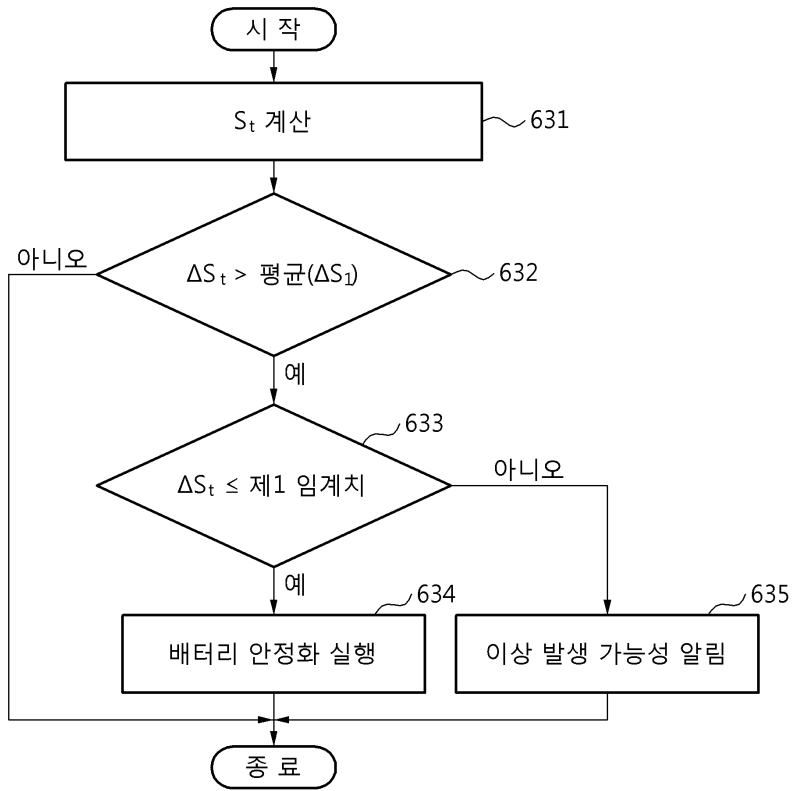 시 작
Sₜ 계산
631
아니오
ΔSₜ > 평균(ΔS₁)
632
예
633
ΔSₜ ≤ 제1 임계치
아니오
예
634
635
배터리 안정화 실행
이상 발생 가능성 알림
종 료